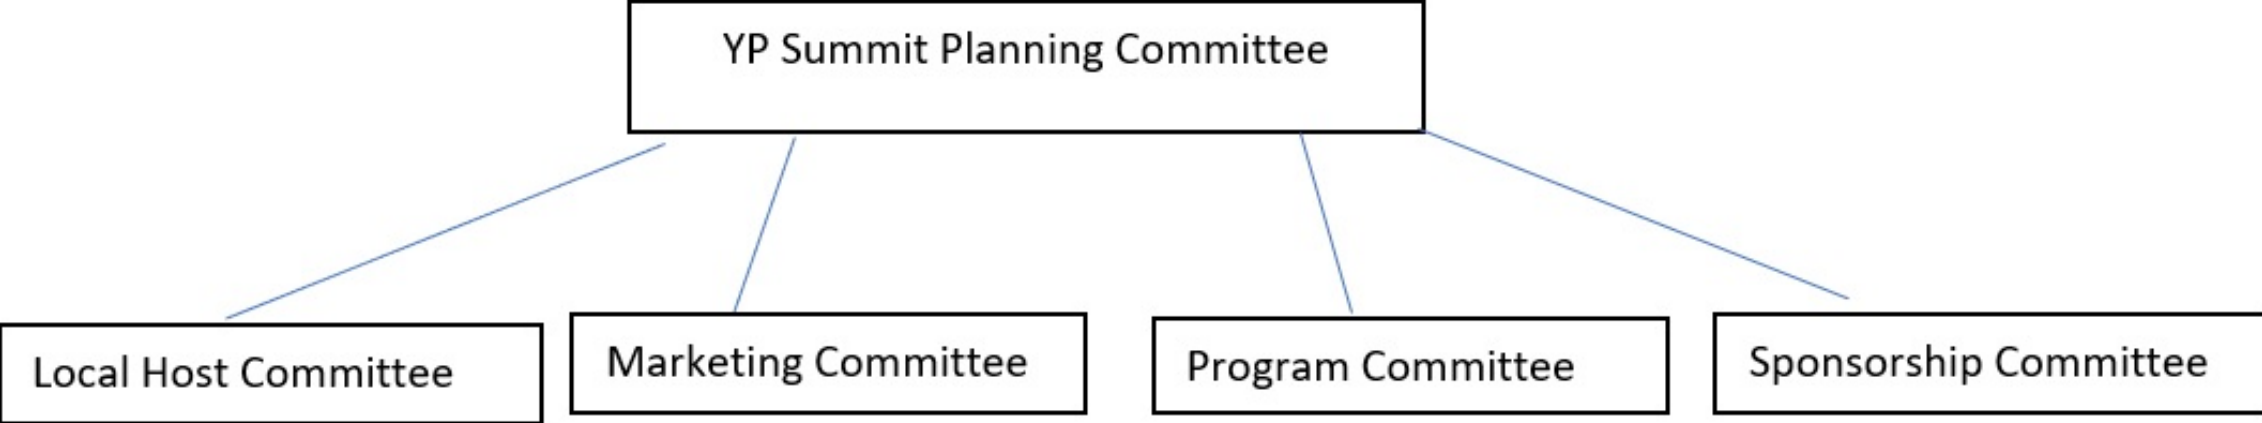 YP Summit Planning Committee
Local Host Committee
Marketing Committee
Program Committee
Sponsorship Committee